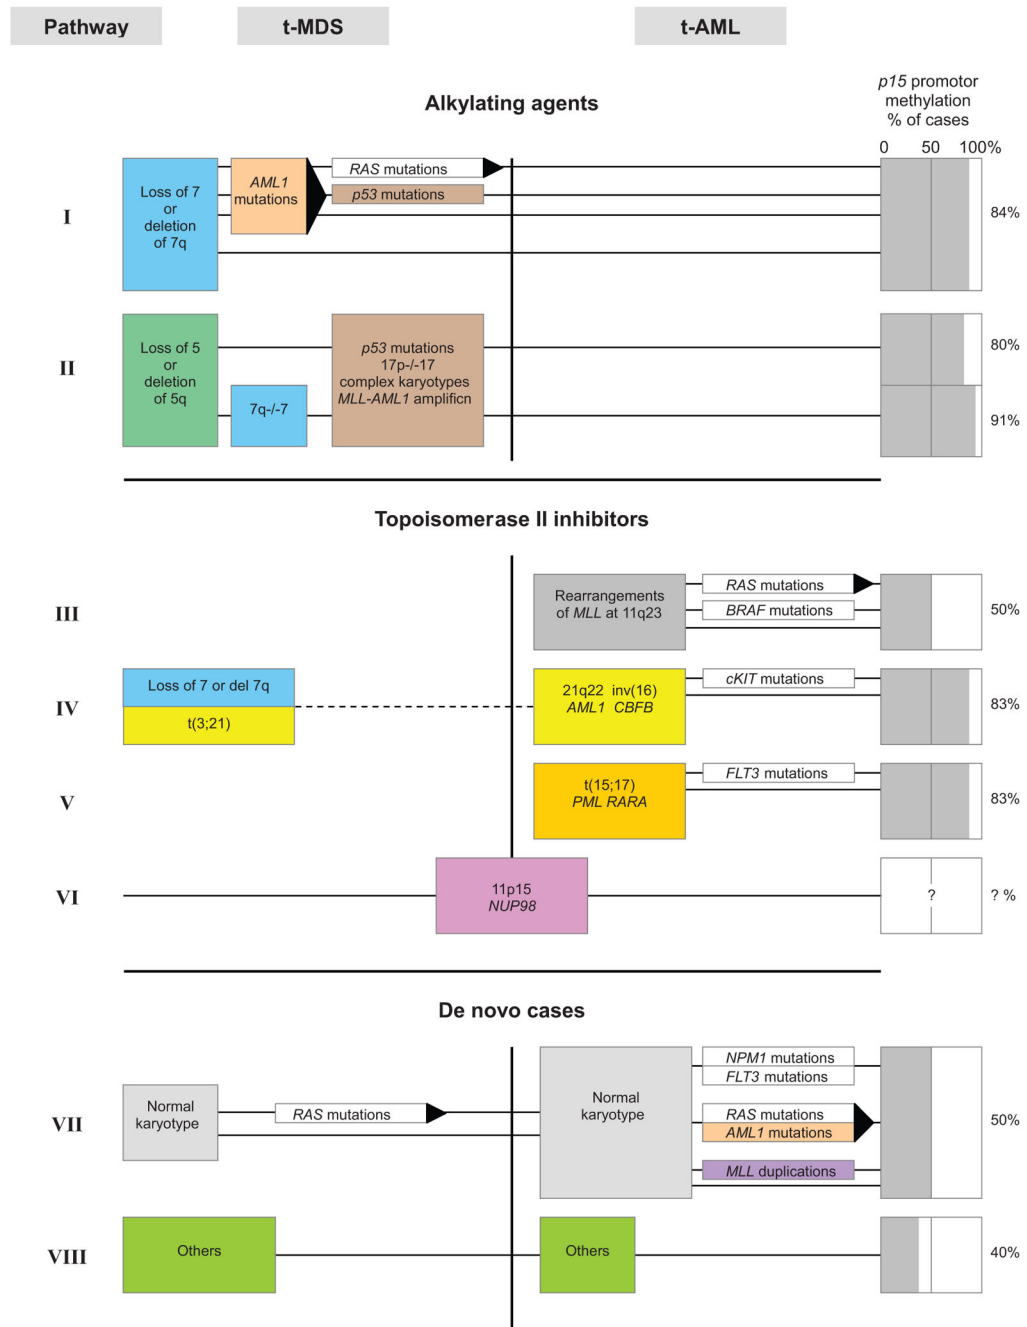 Pathway
t-MDS
t-AML
Alkylating agents
p15 promotor
methylation
% of cases
0 50 100%
I
Loss of 7
or
deletion
of 7q
AML1
mutations
RAS mutations
p53 mutations
84%
II
Loss of 5
or
deletion
of 5q
7q-/-7
p53 mutations
17p-/-17
complex karyotypes
MLL-AML1 amplificn
80%
91%
Topoisomerase II inhibitors
III
Rearrangements
of MLL at 11q23
RAS mutations
BRAF mutations
50%
IV
Loss of 7 or del 7q
t(3;21)
21q22 inv(16)
AML1 CBFB
cKIT mutations
83%
V
t(15;17)
PML RARA
FLT3 mutations
83%
VI
11p15
NUP98
?
? %
De novo cases
VII
Normal
karyotype
RAS mutations
Normal
karyotype
NPM1 mutations
FLT3 mutations
RAS mutations
AML1 mutations
MLL duplications
50%
VIII
Others
Others
40%